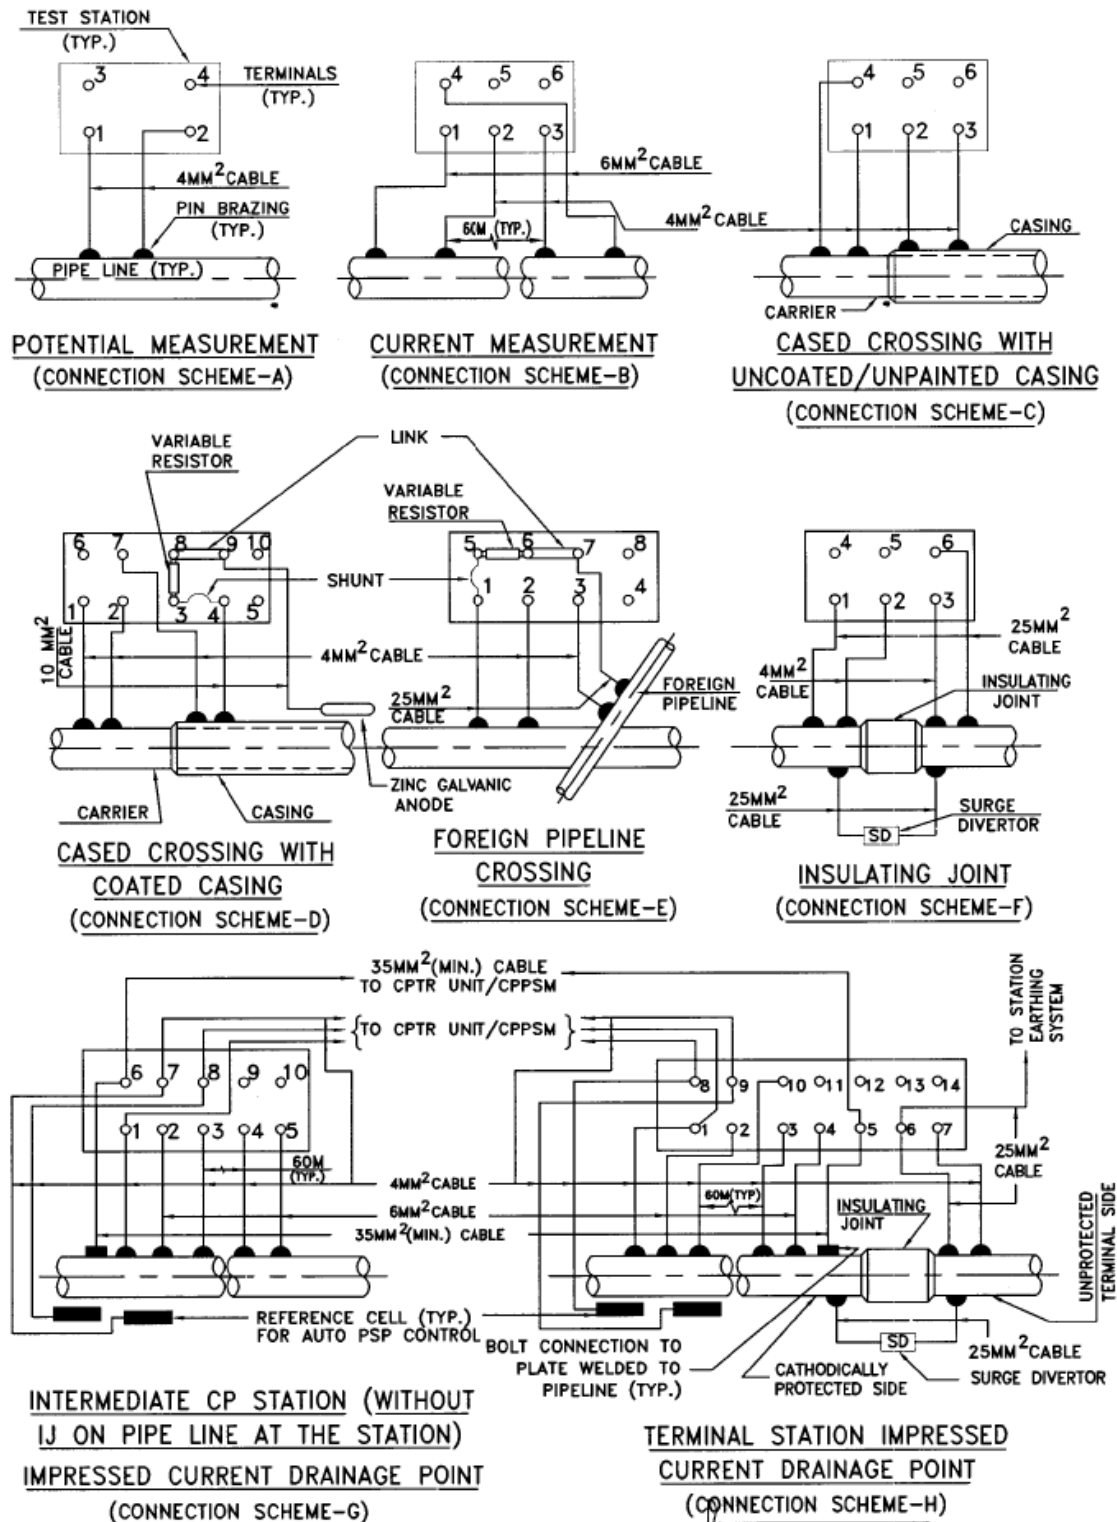 TEST STATION
(TYP.)
3
4
TERMINALS
(TYP.)
1
2
4MM² CABLE
PIN BRAZING
(TYP.)
PIPE LINE (TYP.)
POTENTIAL MEASUREMENT
(CONNECTION SCHEME-A)
4
5
6
1
2
3
6MM² CABLE
4MM² CABLE
60M (TYP.)
CURRENT MEASUREMENT
(CONNECTION SCHEME-B)
4
5
6
1
2
3
CASING
CARRIER
CASED CROSSING WITH
UNCOATED/UNPAINTED CASING
(CONNECTION SCHEME-C)
VARIABLE
RESISTOR
LINK
6
7
8
9
10
1
2
3
4
5
SHUNT
10 MM²
CABLE
4MM² CABLE
ZINC GALVANIC
ANODE
CARRIER
CASING
CASED CROSSING WITH
COATED CASING
(CONNECTION SCHEME-D)
VARIABLE
RESISTOR
5
6
7
8
1
2
3
4
25MM²
CABLE
FOREIGN
PIPELINE
FOREIGN PIPELINE
CROSSING
(CONNECTION SCHEME-E)
4
5
6
1
2
3
25MM²
CABLE
4MM²
CABLE
INSULATING
JOINT
25MM²
CABLE
SURGE
DIVERTOR
SD
INSULATING JOINT
(CONNECTION SCHEME-F)
35MM² (MIN.) CABLE
TO CPTR UNIT/CPPSM
{TO CPTR UNIT/CPPSM}
6
7
8
9
10
1
2
3
4
5
60M
(TYP.)
4MM² CABLE
6MM² CABLE
35MM² (MIN.) CABLE
REFERENCE CELL (TYP.)
FOR AUTO PSP CONTROL
INTERMEDIATE CP STATION (WITHOUT
IJ ON PIPE LINE AT THE STATION)
IMPRESSED CURRENT DRAINAGE POINT
(CONNECTION SCHEME-G)
TO STATION
EARTHING
SYSTEM
8
9
10
11
12
13
14
1
2
3
4
5
6
7
25MM²
CABLE
60M(TYP)
INSULATING
JOINT
UNPROTECTED
TERMINAL SIDE
BOLT CONNECTION TO
PLATE WELDED TO
PIPELINE (TYP.)
SD
25MM² CABLE
CATHODICALLY
PROTECTED SIDE
SURGE DIVERTOR
TERMINAL STATION IMPRESSED
CURRENT DRAINAGE POINT
(CONNECTION SCHEME-H)